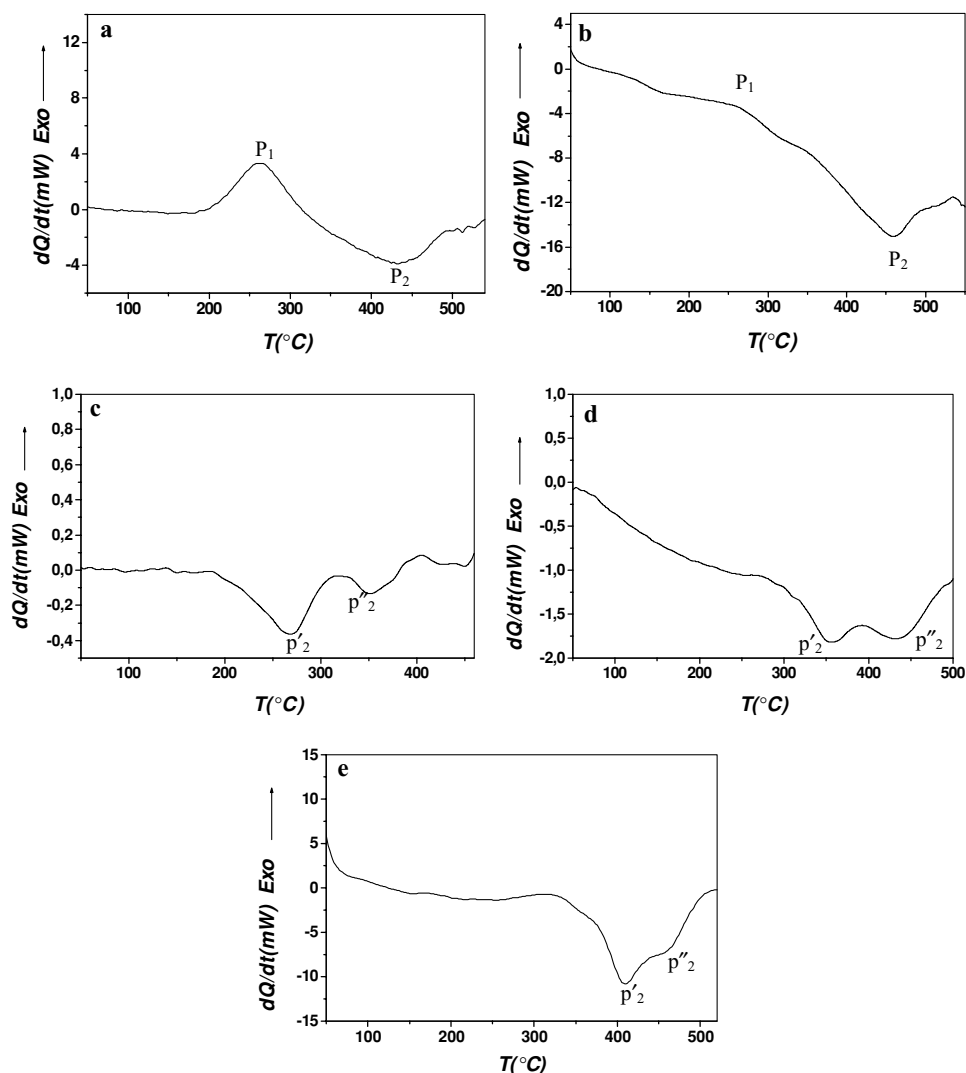 a
dQ/dt(mW) Exo
12
8
4
0
-4
P₁
P₂
100 200 300 400 500
T(°C)
b
dQ/dt(mW) Exo
4
0
-4
-8
-12
-16
-20
P₁
P₂
100 200 300 400 500
T(°C)
c
dQ/dt(mW) Exo
1,0
0,8
0,6
0,4
0,2
0,0
-0,2
-0,4
p′₂
p″₂
100 200 300 400
T(°C)
d
dQ/dt(mW) Exo
1,0
0,5
0,0
-0,5
-1,0
-1,5
-2,0
p′₂
p″₂
100 200 300 400 500
T(°C)
e
dQ/dt(mW) Exo
15
10
5
0
-5
-10
-15
p′₂
p″₂
100 200 300 400 500
T(°C)